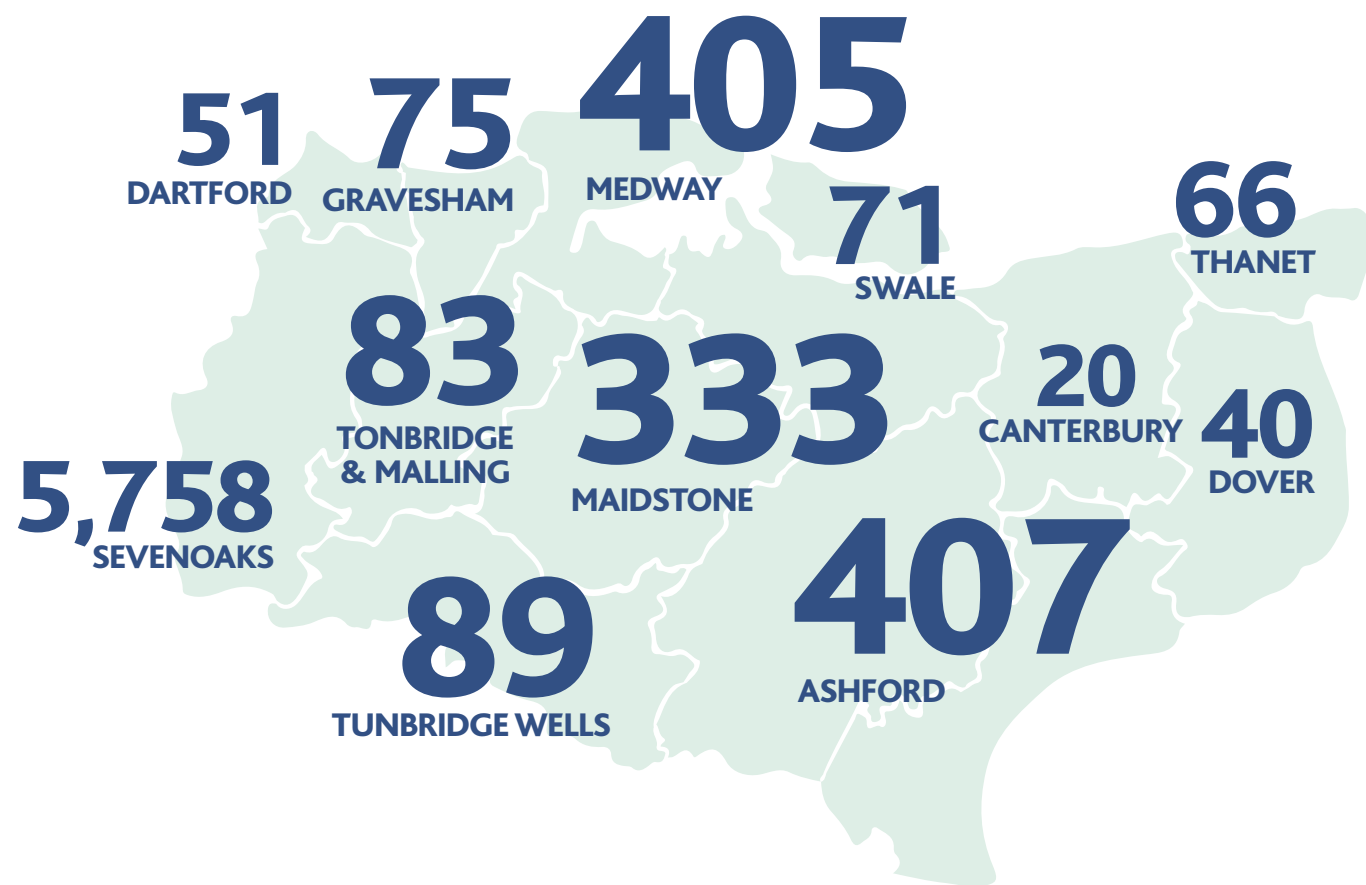 405
MEDWAY
51
DARTFORD
75
GRAVESHAM
66
THANET
71
SWALE
83
TONBRIDGE
& MALLING
333
MAIDSTONE
20
CANTERBURY
40
DOVER
5,758
SEVENOAKS
407
ASHFORD
89
TUNBRIDGE WELLS